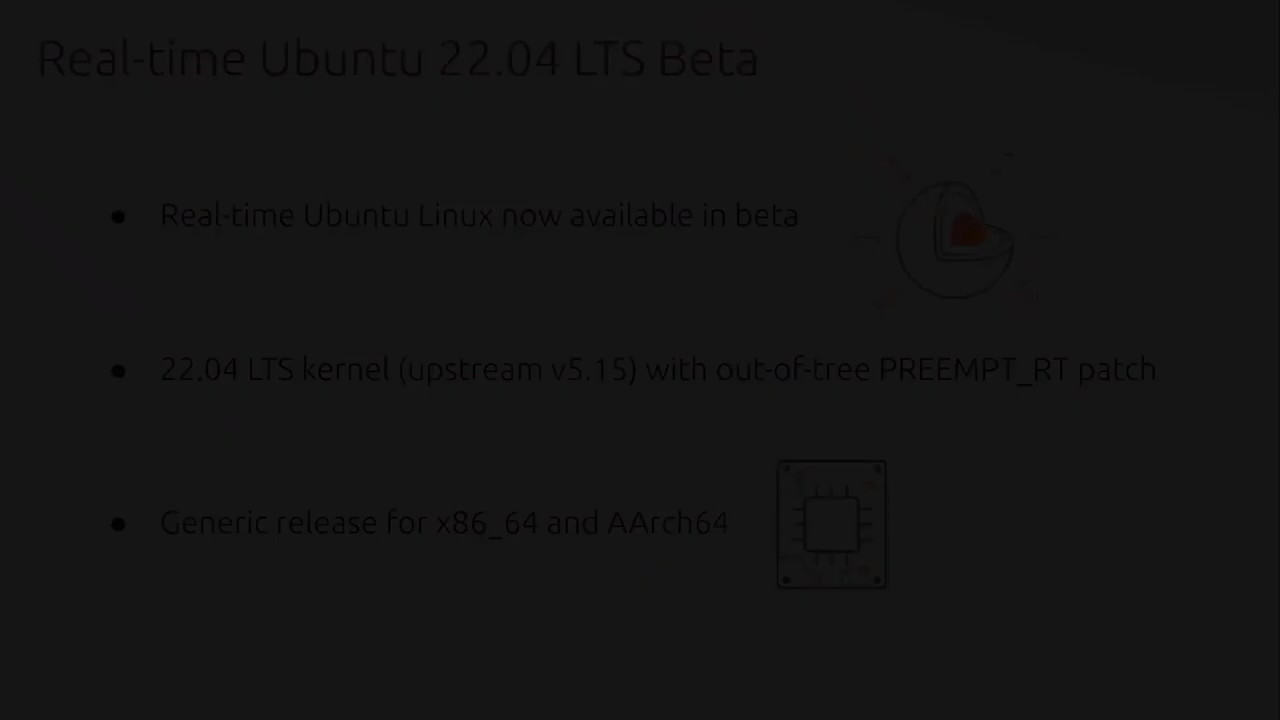 Real-time Ubuntu 22.04 LTS Beta
● Real-time Ubuntu Linux now available in beta
● 22.04 LTS kernel (upstream v5.15) with out-of-tree PREEMPT_RT patch
● Generic release for x86_64 and AArch64